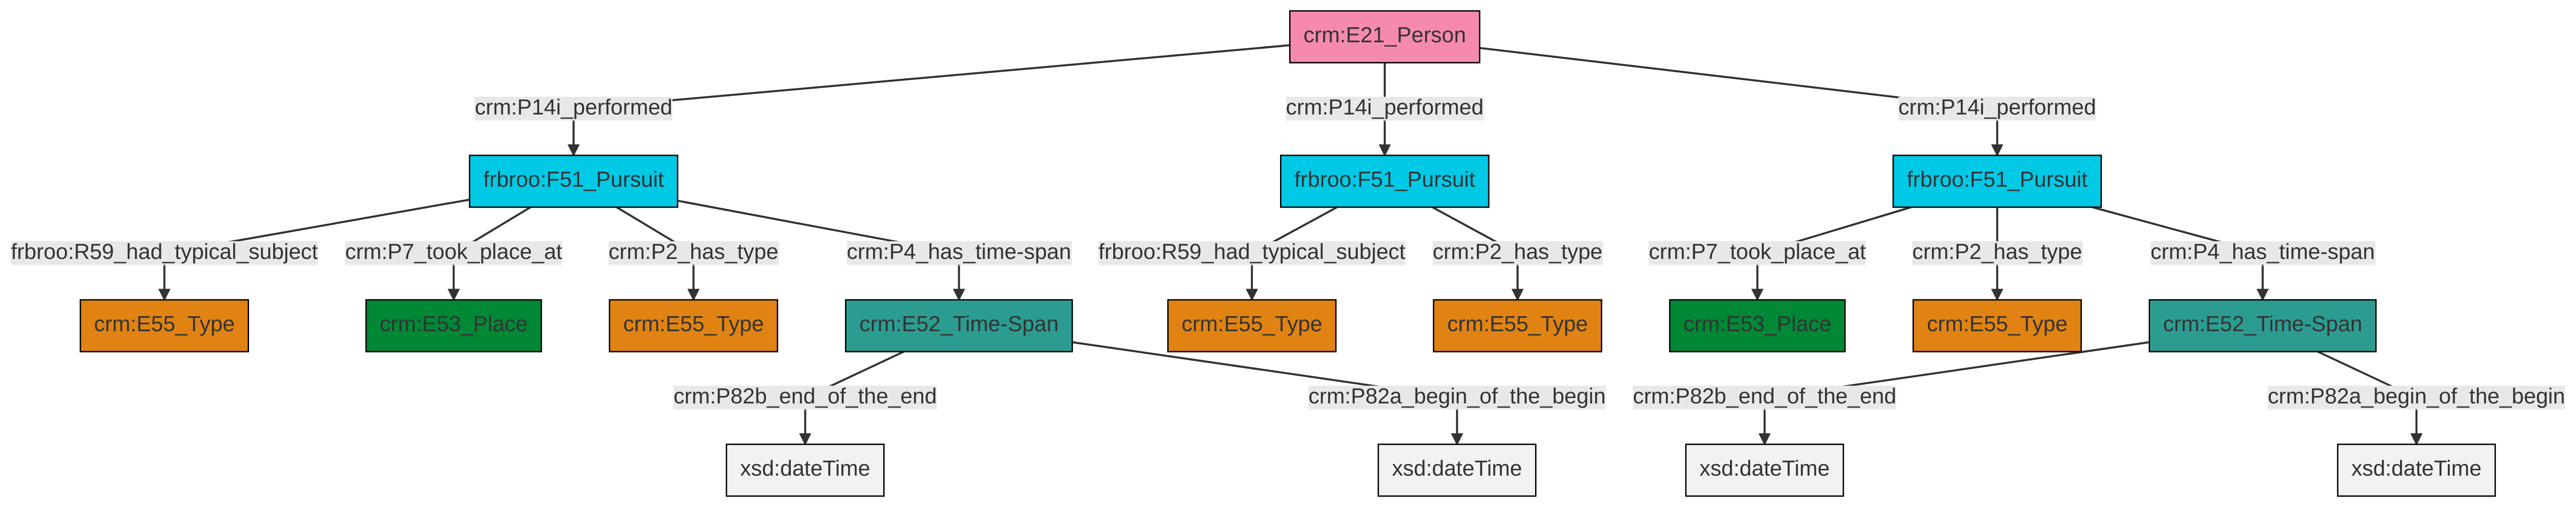 crm:E21_Person
crm:P14i_performed
crm:P14i_performed
crm:P14i_performed
frbroo:F51_Pursuit
frbroo:F51_Pursuit
frbroo:F51_Pursuit
frbroo:R59_had_typical_subject
crm:P7_took_place_at
crm:P2_has_type
crm:P4_has_time-span
frbroo:R59_had_typical_subject
crm:P2_has_type
crm:P7_took_place_at
crm:P2_has_type
crm:P4_has_time-span
crm:E55_Type
crm:E53_Place
crm:E55_Type
crm:E52_Time-Span
crm:E55_Type
crm:E55_Type
crm:E53_Place
crm:E55_Type
crm:E52_Time-Span
crm:P82b_end_of_the_end
crm:P82a_begin_of_the_begin
crm:P82b_end_of_the_end
crm:P82a_begin_of_the_begin
xsd:dateTime
xsd:dateTime
xsd:dateTime
xsd:dateTime